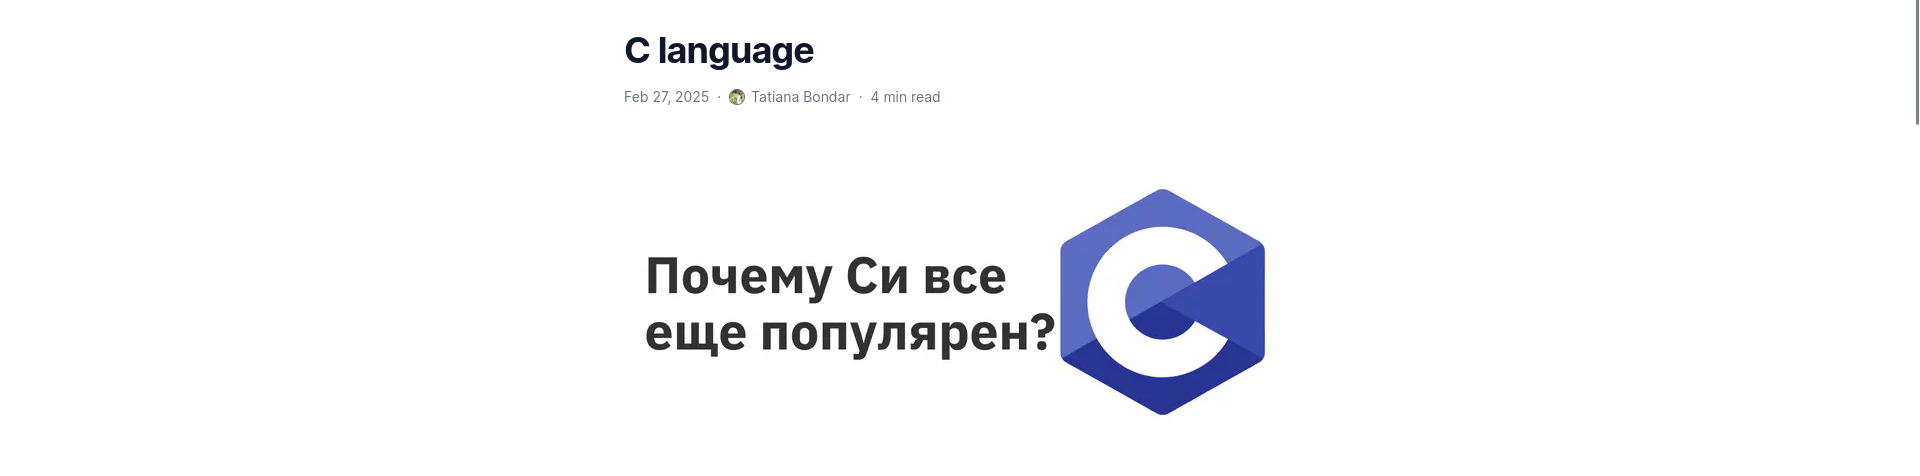 C language
Feb 27, 2025 · Tatiana Bondar · 4 min read
Почему Си все
еще популярен?
C